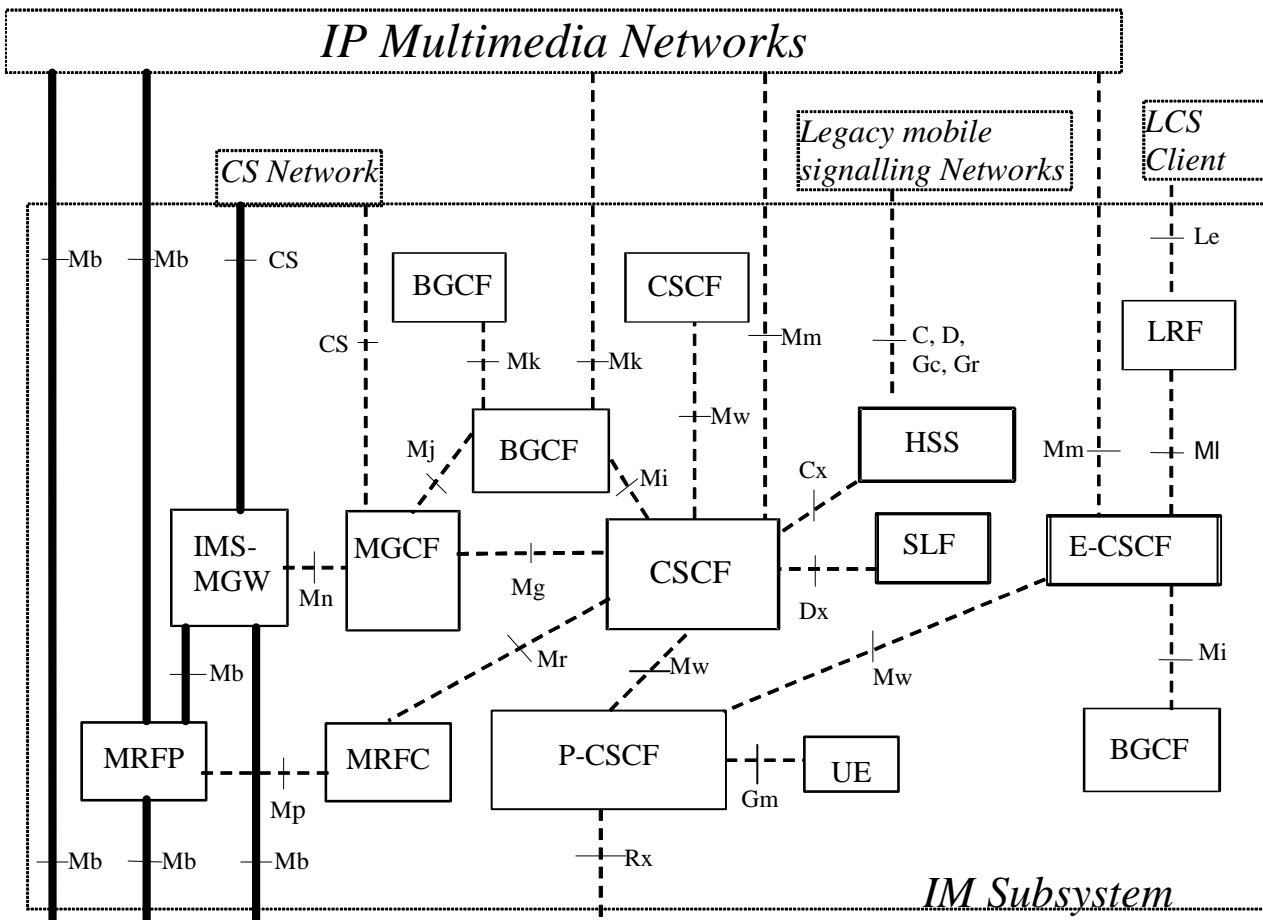 IP Multimedia Networks
Legacy mobile
signalling Networks
LCS
Client
CS Network
Mb
Mb
CS
Le
BGCF
CSCF
LRF
CS
Mk
Mk
Mm
C, D,
Gc, Gr
Mw
HSS
Mj
BGCF
Mi
Cx
Mm
Ml
IMS-
MGW
MGCF
CSCF
SLF
E-CSCF
Mn
Mg
Dx
Mb
Mr
Mw
Mw
Mi
MRFP
MRFC
P-CSCF
UE
BGCF
Mp
Gm
Mb
Mb
Mb
Rx
IM Subsystem